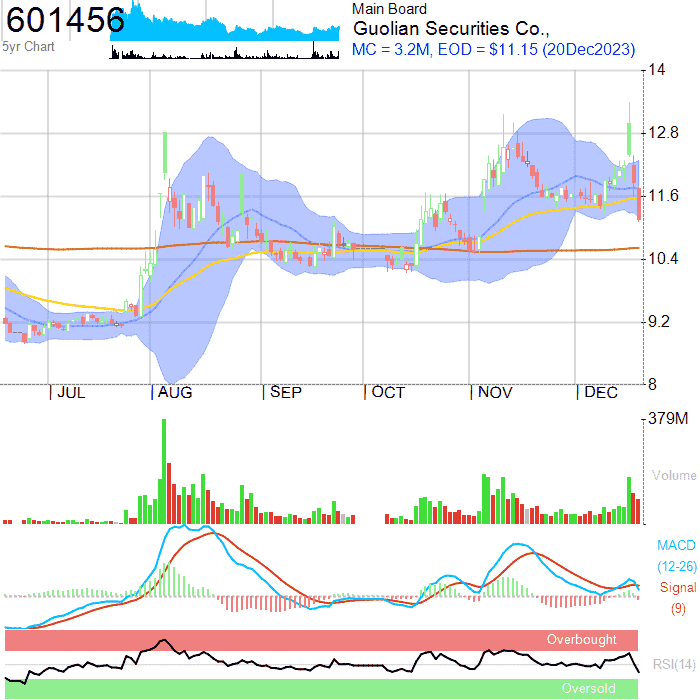 601456
5yr Chart
Main Board
Guolian Securities Co.,
MC = 3.2M, EOD = $11.15 (20Dec2023)
14
12.8
11.6
10.4
9.2
8
JUL
AUG
SEP
OCT
NOV
DEC
379M
Volume
MACD
(12-26)
Signal
(9)
Overbought
RSI(14)
Oversold